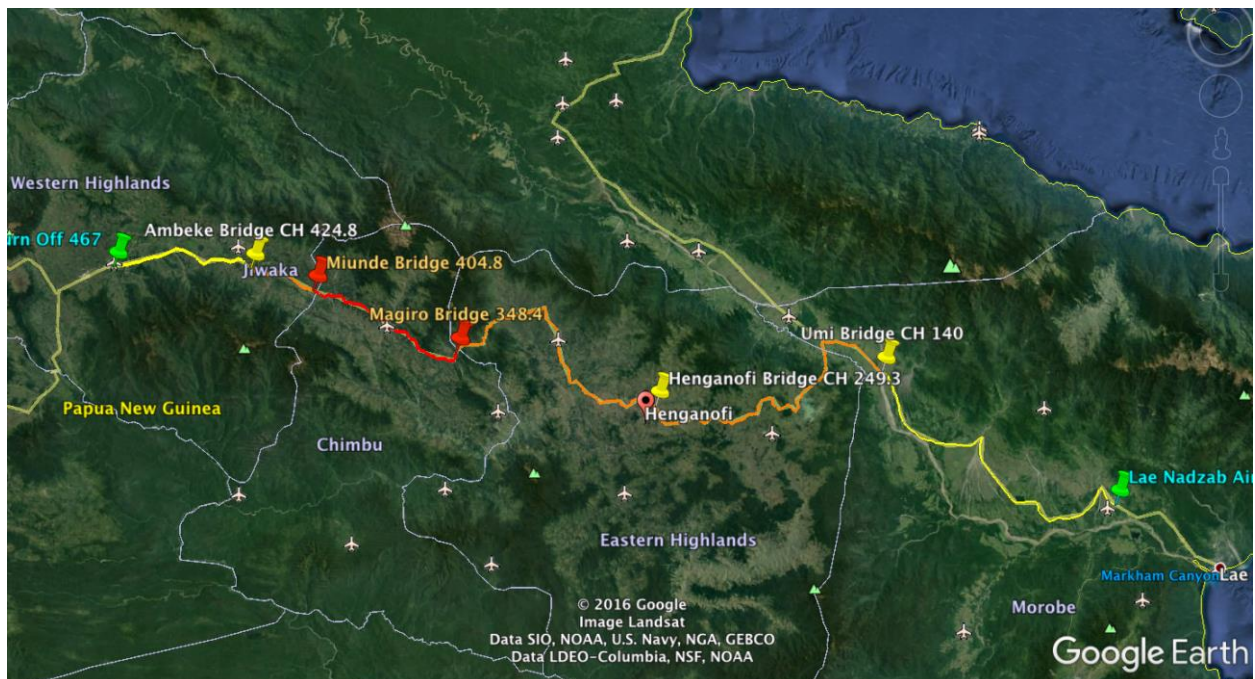 Western Highlands
urn Off 467
Ambeke Bridge CH 424.8
Jiwaka
Miunde Bridge 404.8
Magiro Bridge 348.4
Umi Bridge CH 140
Henganofi Bridge CH 249.3
Henganofi
Papua New Guinea
Chimbu
Lae Nadzab Air
Eastern Highlands
Markham Canyon
Lae
Morobe
© 2016 Google
Image Landsat
Data SIO, NOAA, U.S. Navy, NGA, GEBCO
Data LDEO-Columbia, NSF, NOAA
Google Earth